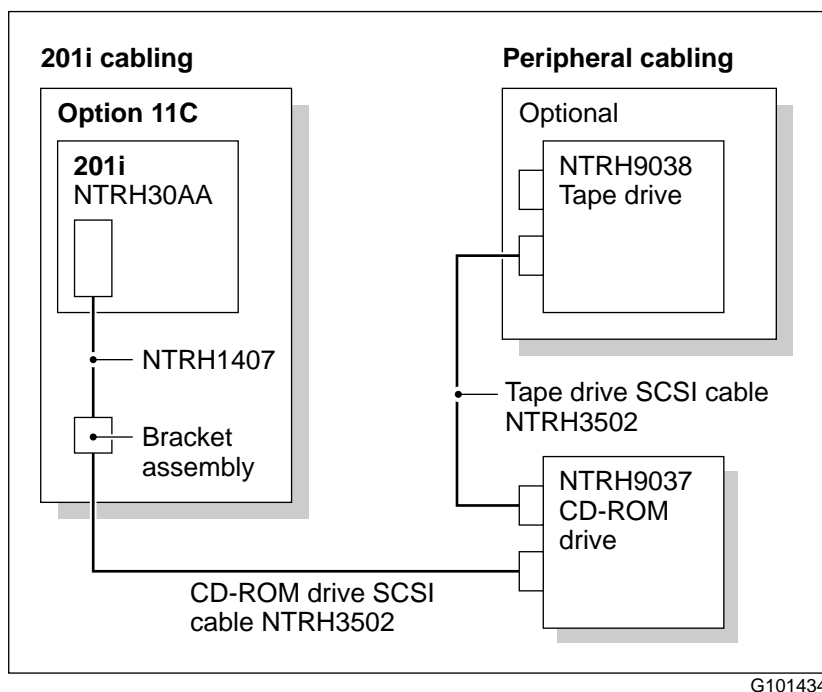 201i cabling
Option 11C
201i
NTRH30AA
NTRH1407
Bracket
assembly
CD-ROM drive SCSI
cable NTRH3502
Peripheral cabling
Optional
NTRH9038
Tape drive
Tape drive SCSI cable
NTRH3502
NTRH9037
CD-ROM
drive
G101434